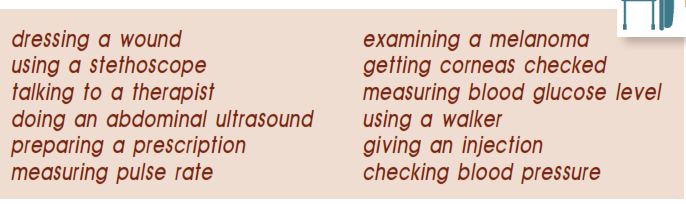 dressing a wound
using a stethoscope
talking to a therapist
doing an abdominal ultrasound
preparing a prescription
measuring pulse rate
examining a melanoma
getting corneas checked
measuring blood glucose level
using a walker
giving an injection
checking blood pressure